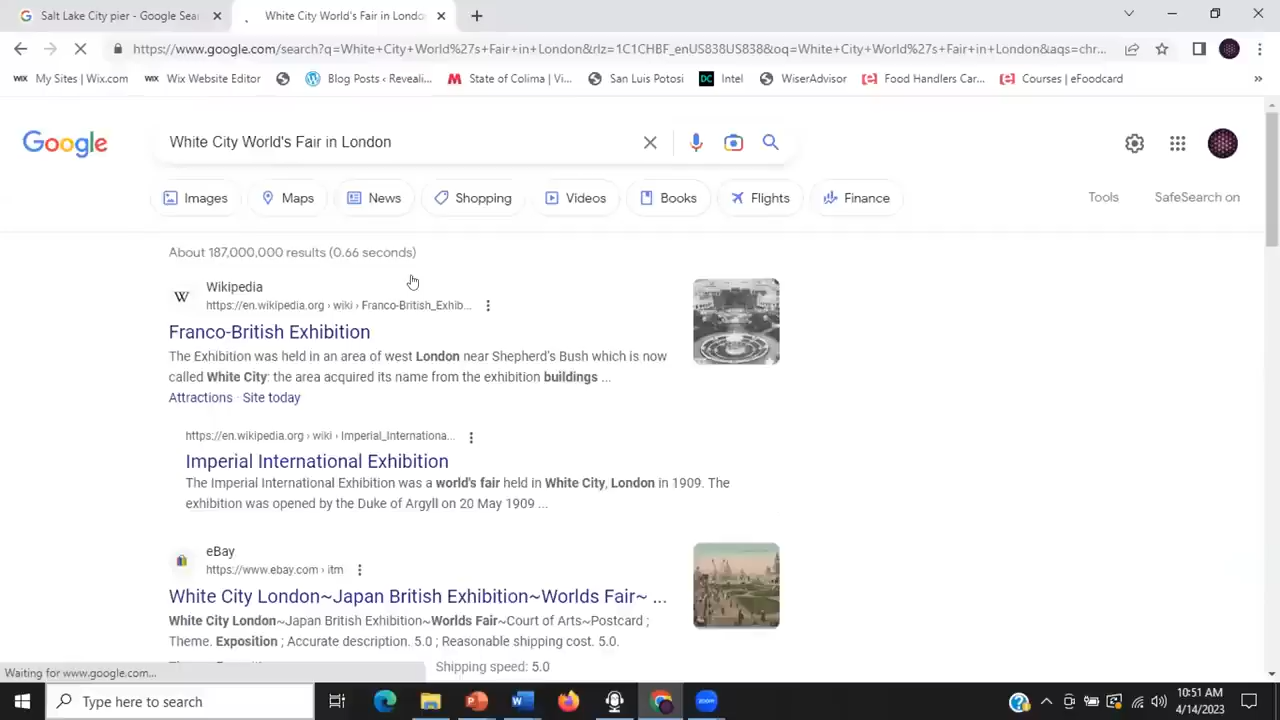 Salt Lake City pier - Google Sear
White City World's Fair in London
https://www.google.com/search?q=White+City+World%27s+Fair+in+London&rlz=1C1CHBF_enUS838US838&oq=White+City+World%27s+Fair+in+London&aqs=chr...
WIX My Sites | Wix.com
WIX Wix Website Editor
Blog Posts ‹ Reveali...
State of Colima | Vi...
San Luis Potosi
DC Intel
WiserAdvisor
Food Handlers Car...
Courses | eFoodcard
»
Google
White City World's Fair in London
Images
Maps
News
Shopping
Videos
Books
Flights
Finance
Tools
SafeSearch on
About 187,000,000 results (0.66 seconds)
W
Wikipedia
https://en.wikipedia.org › wiki › Franco-British_Exhib...
Franco-British Exhibition
The Exhibition was held in an area of west London near Shepherd's Bush which is now
called White City: the area acquired its name from the exhibition buildings ...
Attractions · Site today
https://en.wikipedia.org › wiki › Imperial_Internationa...
Imperial International Exhibition
The Imperial International Exhibition was a world's fair held in White City, London in 1909. The
exhibition was opened by the Duke of Argyll on 20 May 1909 ...
eBay
https://www.ebay.com › itm
White City London~Japan British Exhibition~Worlds Fair~ ...
White City London~Japan British Exhibition~Worlds Fair~Court of Arts~Postcard ;
Theme. Exposition ; Accurate description. 5.0 ; Reasonable shipping cost. 5.0.
Shipping speed: 5.0
Waiting for www.google.com...
Type here to search
zoom
10:51 AM
4/14/2023